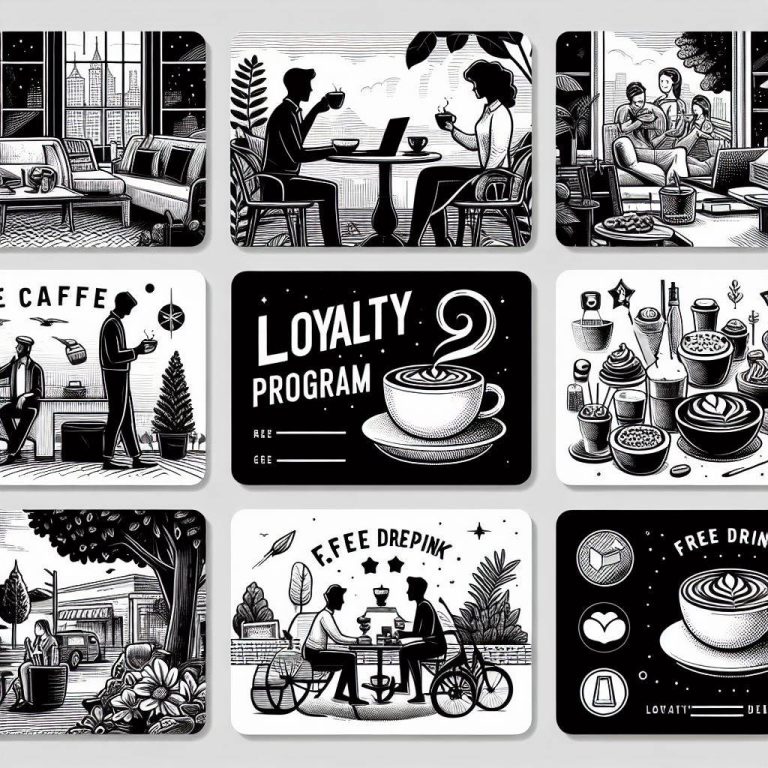 E CAFFE
LOYALTY
PROGRAM
F.FEE DREPINK
FREE DRIN